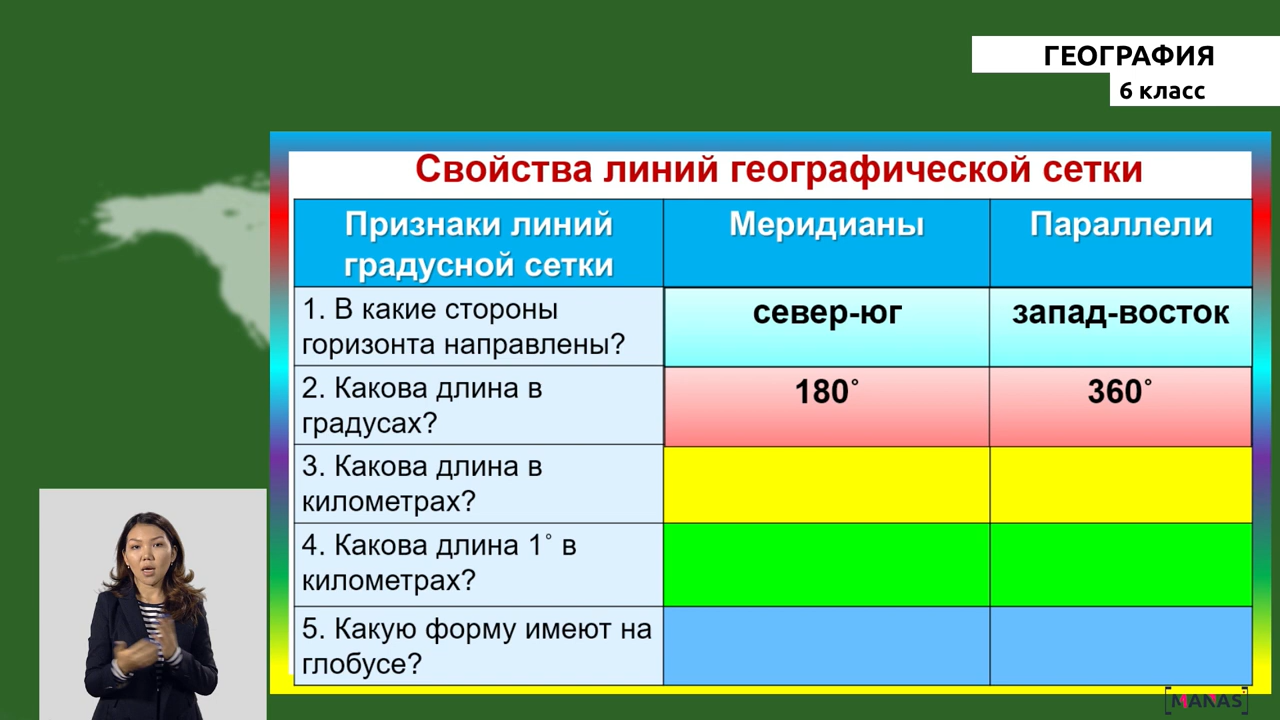 ГЕОГРАФИЯ
6 класс
Свойства линий географической сетки
Признаки линий градусной сетки
Меридианы
Параллели
1. В какие стороны
горизонта направлены?
север-юг
запад-восток
2. Какова длина в
градусах?
180˚
360˚
3. Какова длина в
километрах?
4. Какова длина 1˚ в
километрах?
5. Какую форму имеют на
глобусе?
MANAS